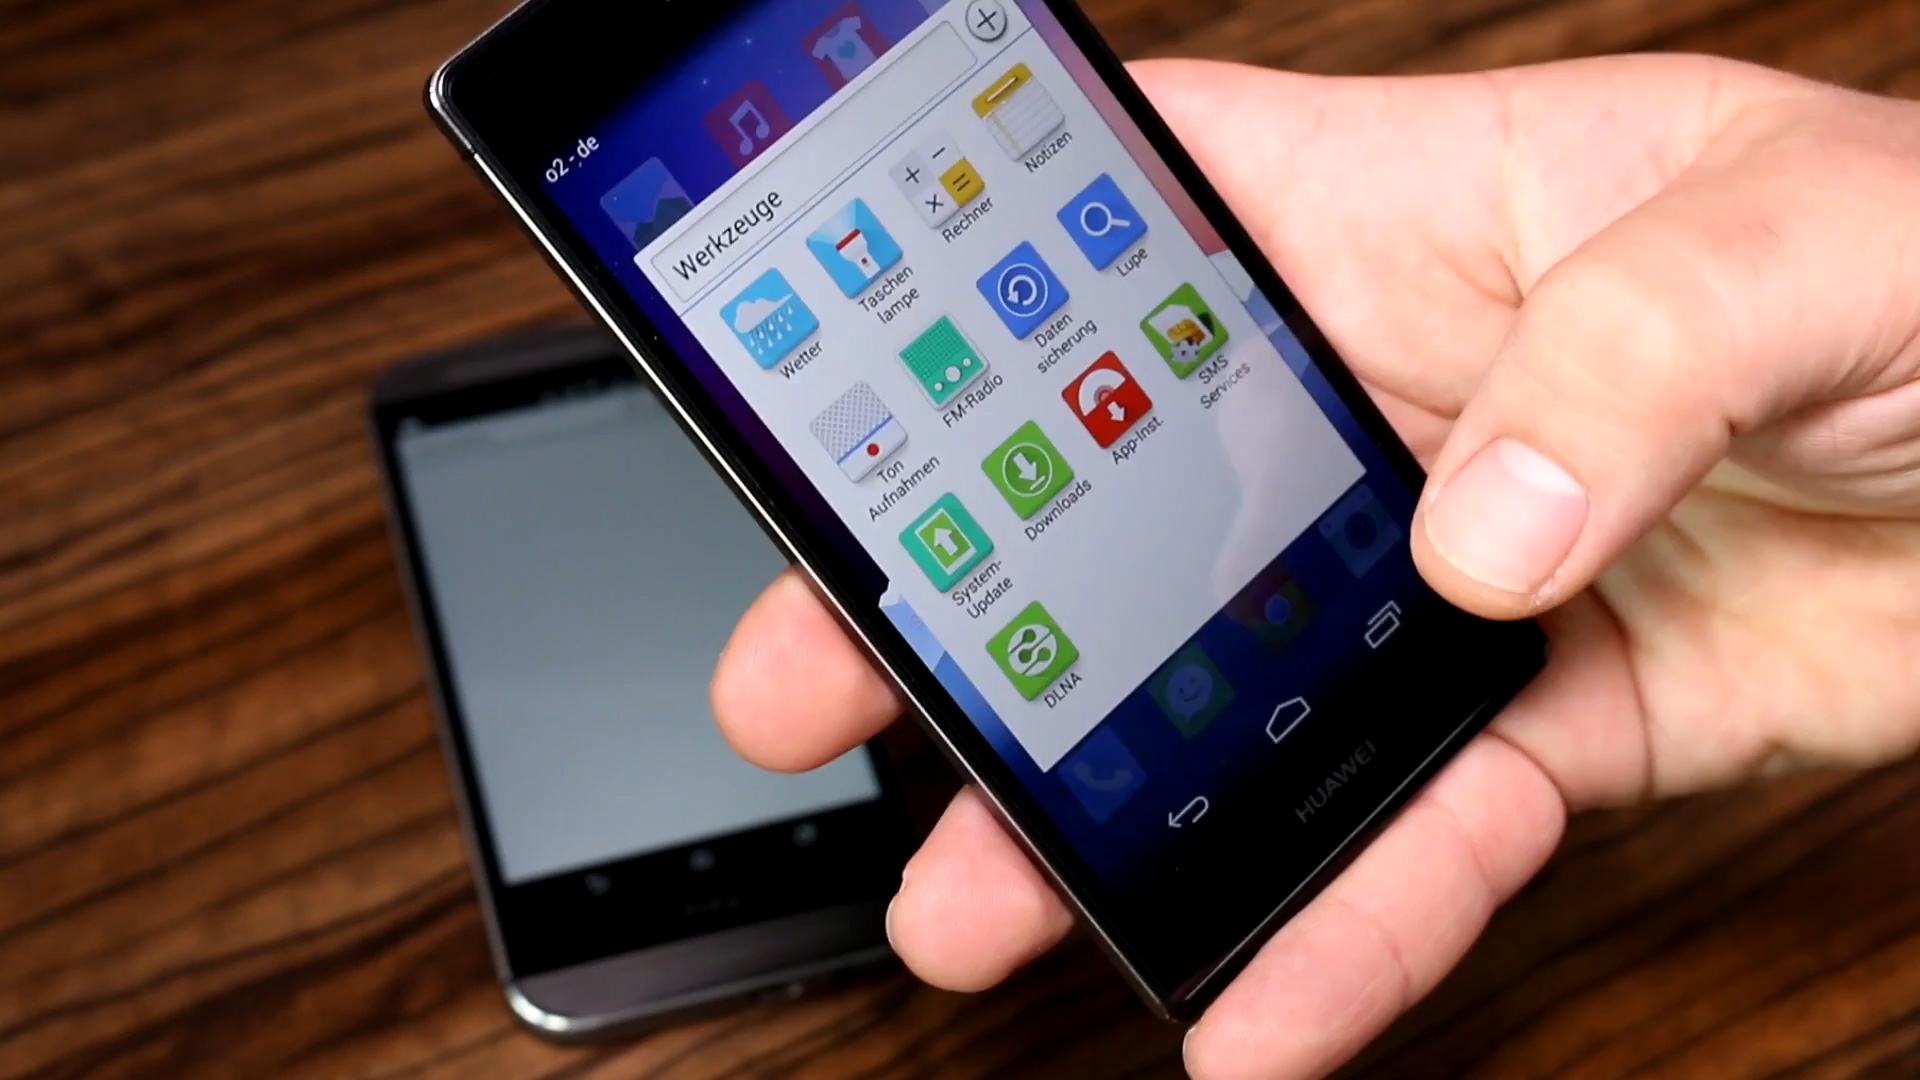 o2-de
Werkzeuge
Wetter
Taschen
lampe
Rechner
Notizen
Ton
Aufnahmen
FM-Radio
Daten
sicherung
Lupe
System-
Update
Downloads
App-Inst.
SMS
Services
DLNA
HUAWEI